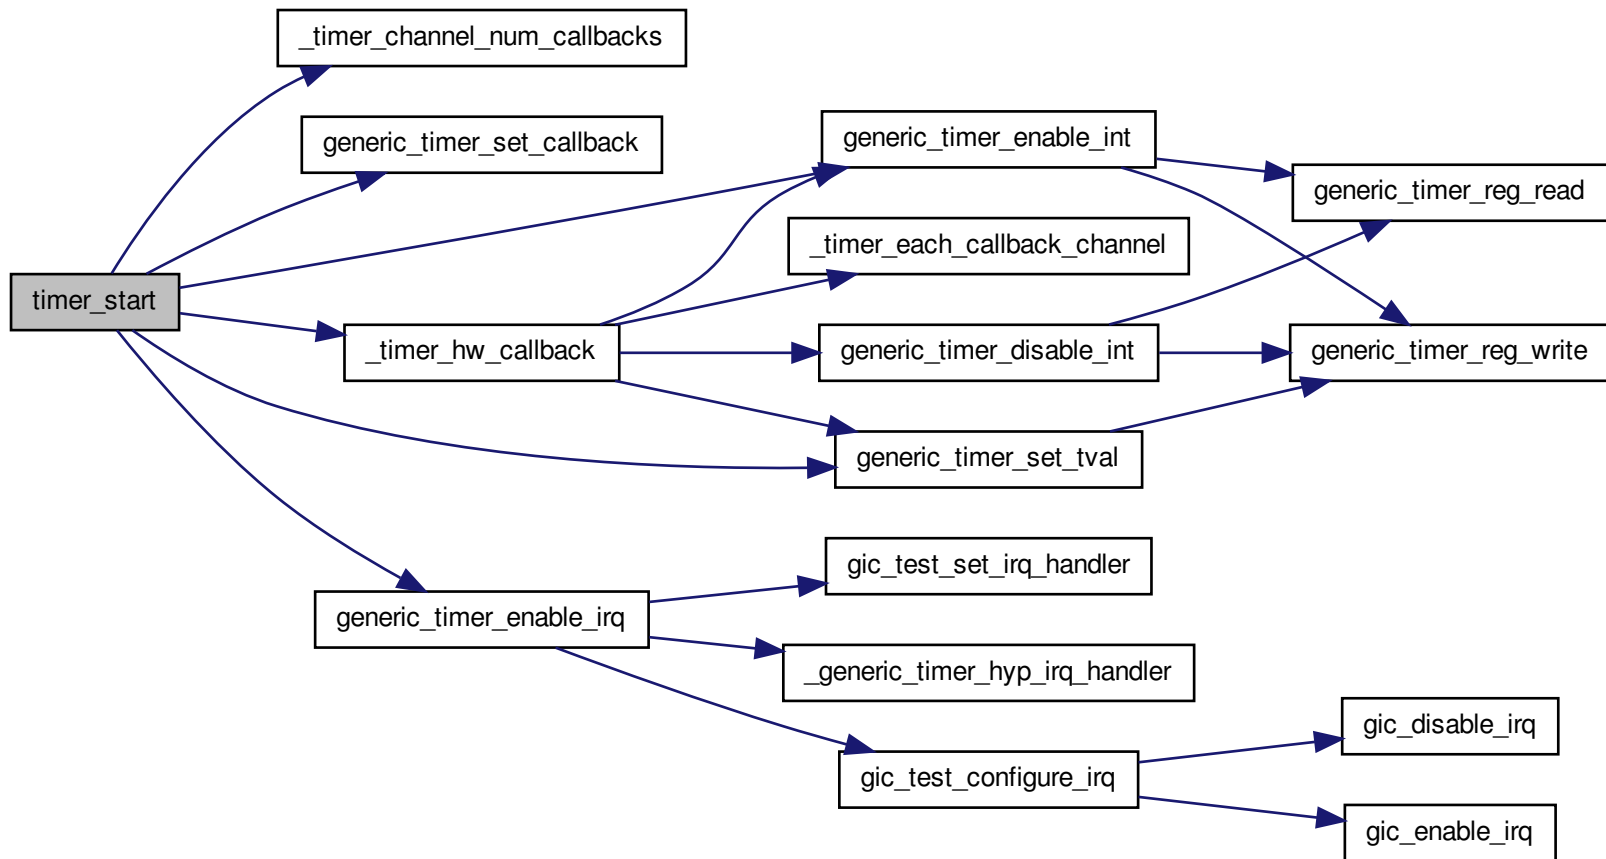 _timer_channel_num_callbacks
generic_timer_set_callback
generic_timer_enable_int
generic_timer_reg_read
_timer_each_callback_channel
timer_start
_timer_hw_callback
generic_timer_disable_int
generic_timer_reg_write
generic_timer_set_tval
gic_test_set_irq_handler
generic_timer_enable_irq
_generic_timer_hyp_irq_handler
gic_disable_irq
gic_test_configure_irq
gic_enable_irq